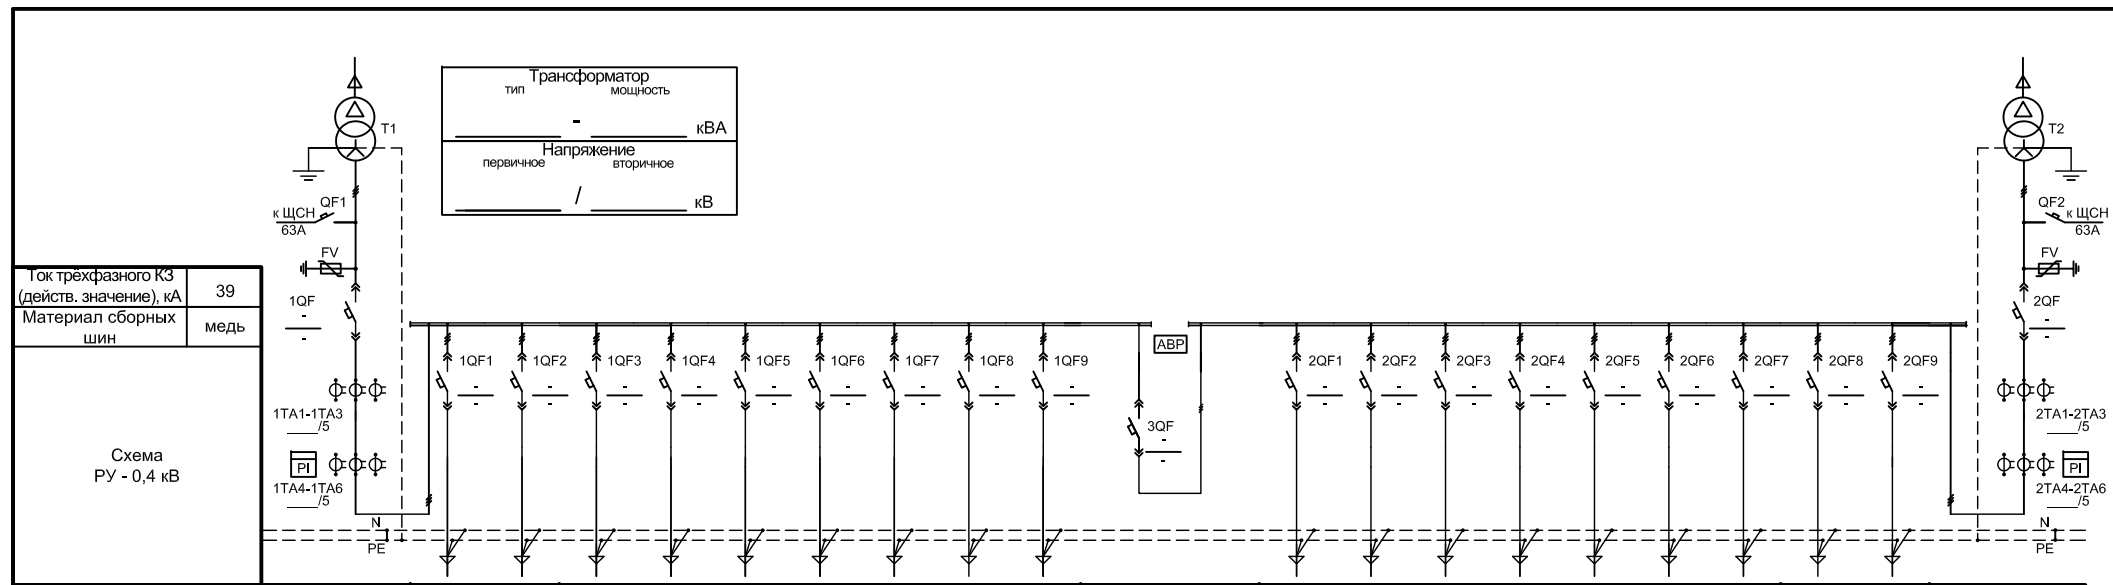 Трансформатор
тип мощность
- кВА
Напряжение
первичное вторичное
/ кВ
T1
QF1
к ЩСН
63А
FV
1QF
-
-
1TA1-1TA3
/5
PI
1TA4-1TA6
/5
N
PE
Ток трёхфазного КЗ
(действ. значение), кА
39
Материал сборных
шин
медь
Схема
РУ - 0,4 кВ
1QF1
-
-
1QF2
-
-
1QF3
-
-
1QF4
-
-
1QF5
-
-
1QF6
-
-
1QF7
-
-
1QF8
-
-
1QF9
-
-
АВР
3QF
-
-
2QF1
-
-
2QF2
-
-
2QF3
-
-
2QF4
-
-
2QF5
-
-
2QF6
-
-
2QF7
-
-
2QF8
-
-
2QF9
-
-
T2
QF2
к ЩСН
63А
FV
2QF
-
-
2TA1-2TA3
/5
PI
2TA4-2TA6
/5
N
PE